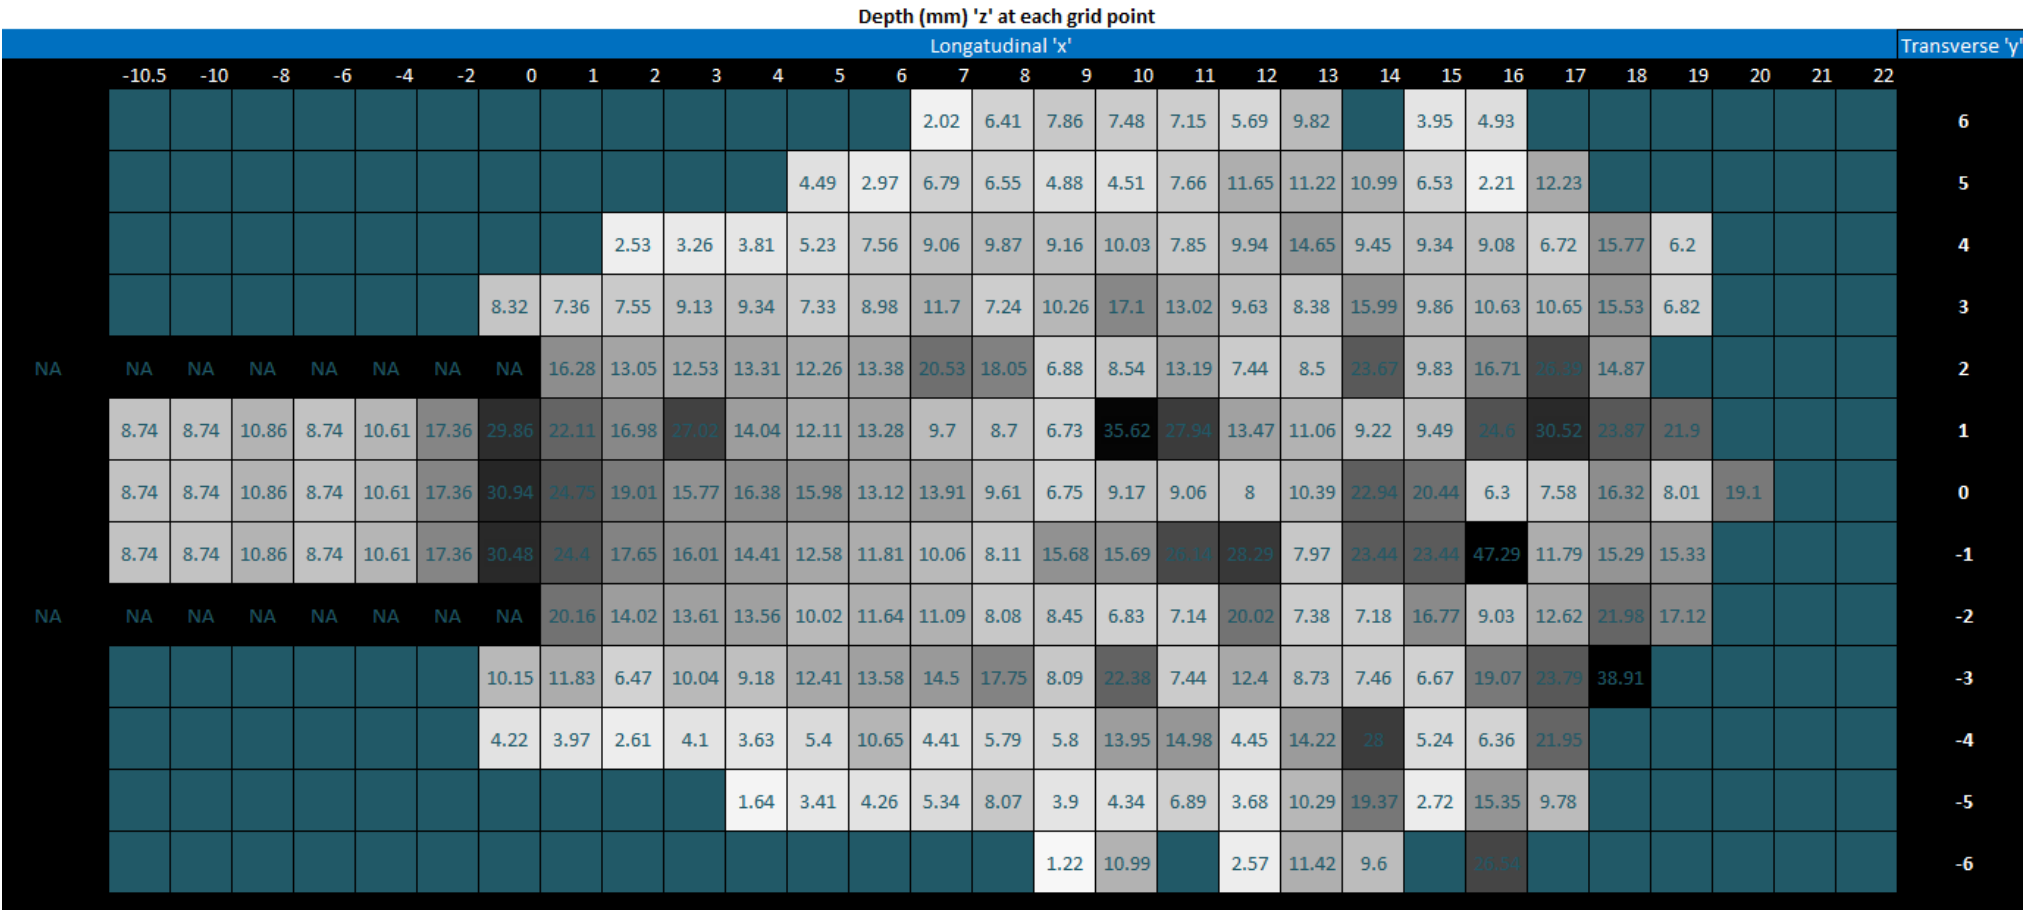 Depth (mm) 'z' at each grid point
Longatudinal 'x' Transverse 'y'
-10.5 -10 -8 -6 -4 -2 0 1 2 3 4 5 6 7 8 9 10 11 12 13 14 15 16 17 18 19 20 21 22
2.02 6.41 7.86 7.48 7.15 5.69 9.82 3.95 4.93 6
4.49 2.97 6.79 6.55 4.88 4.51 7.66 11.65 11.22 10.99 6.53 2.21 12.23 5
2.53 3.26 3.81 5.23 7.56 9.06 9.87 9.16 10.03 7.85 9.94 14.65 9.45 9.34 9.08 6.72 15.77 6.2 4
8.32 7.36 7.55 9.13 9.34 7.33 8.98 11.7 7.24 10.26 17.1 13.02 9.63 8.38 15.99 9.86 10.63 10.65 15.53 6.82 3
NA NA NA NA NA NA NA NA 16.28 13.05 12.53 13.31 12.26 13.38 20.53 18.05 6.88 8.54 13.19 7.44 8.5 23.67 9.83 16.71 14.87 2
8.74 8.74 10.86 8.74 10.61 17.36 29.86 22.11 16.98 27.02 14.04 12.11 13.28 9.7 8.7 6.73 35.62 27.94 13.47 11.06 9.22 9.49 24.6 30.52 23.87 21.9 1
8.74 8.74 10.86 8.74 10.61 17.36 30.94 24.75 19.01 15.77 16.38 15.98 13.12 13.91 9.61 6.75 9.17 9.06 8 10.39 22.94 20.44 6.3 7.58 16.32 8.01 19.1 0
8.74 8.74 10.86 8.74 10.61 17.36 30.48 24.4 17.65 16.01 14.41 12.58 11.81 10.06 8.11 15.68 15.69 28.29 7.97 23.44 23.44 47.29 11.79 15.29 15.33 -1
NA NA NA NA NA NA NA NA 20.16 14.02 13.61 13.56 10.02 11.64 11.09 8.08 8.45 6.83 7.14 20.02 7.38 7.18 16.77 9.03 12.62 21.98 17.12 -2
10.15 11.83 6.47 10.04 9.18 12.41 13.58 14.5 17.75 8.09 22.38 7.44 12.4 8.73 7.46 6.67 19.07 23.79 38.91 -3
4.22 3.97 2.61 4.1 3.63 5.4 10.65 4.41 5.79 5.8 13.95 14.98 4.45 14.22 28 5.24 6.36 21.95 -4
1.64 3.41 4.26 5.34 8.07 3.9 4.34 6.89 3.68 10.29 19.37 2.72 15.35 9.78 -5
1.22 10.99 2.57 11.42 9.6 -6